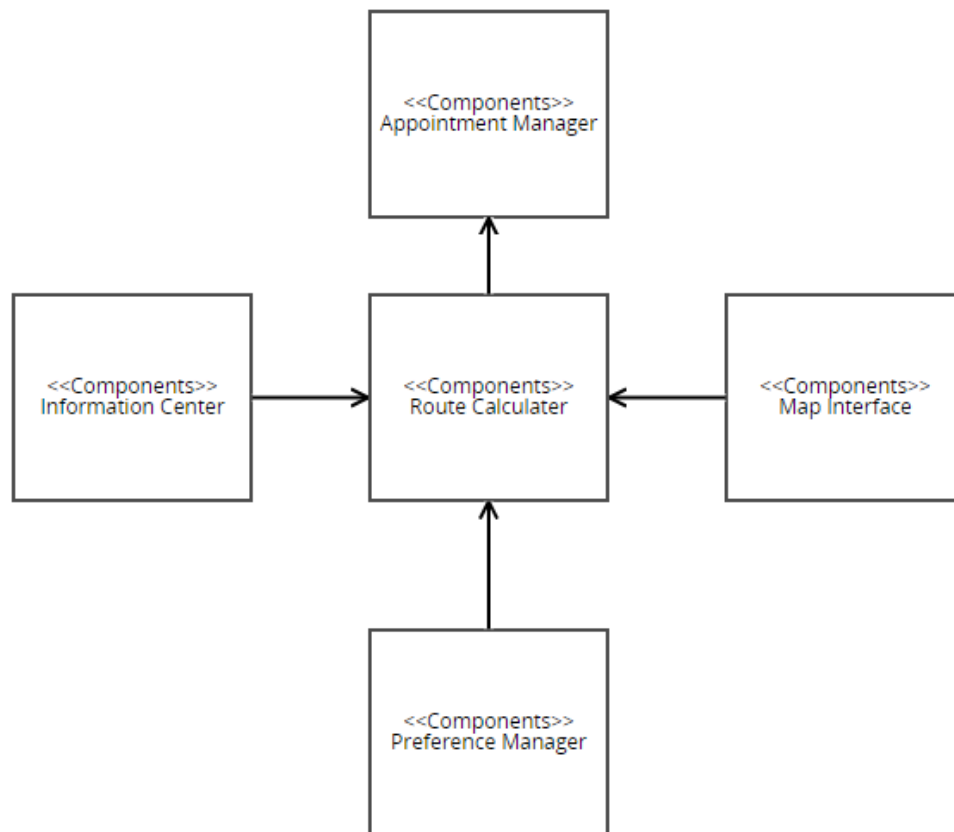 <<Components>>
Appointment Manager
<<Components>>
Information Center
<<Components>>
Route Calculater
<<Components>>
Map Interface
<<Components>>
Preference Manager